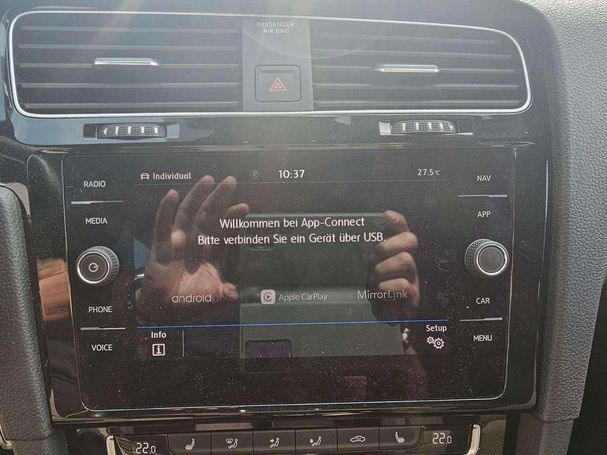 PASSENGER
AIR BAG
Individual 10:37 27.5°C
RADIO
NAV
MEDIA
APP
Willkommen bei App-Connect
Bitte verbinden Sie ein Gerät über USB.
androidauto Apple CarPlay MirrorLink
PHONE
CAR
Info
Setup
VOICE
MENU
22.0 22.0